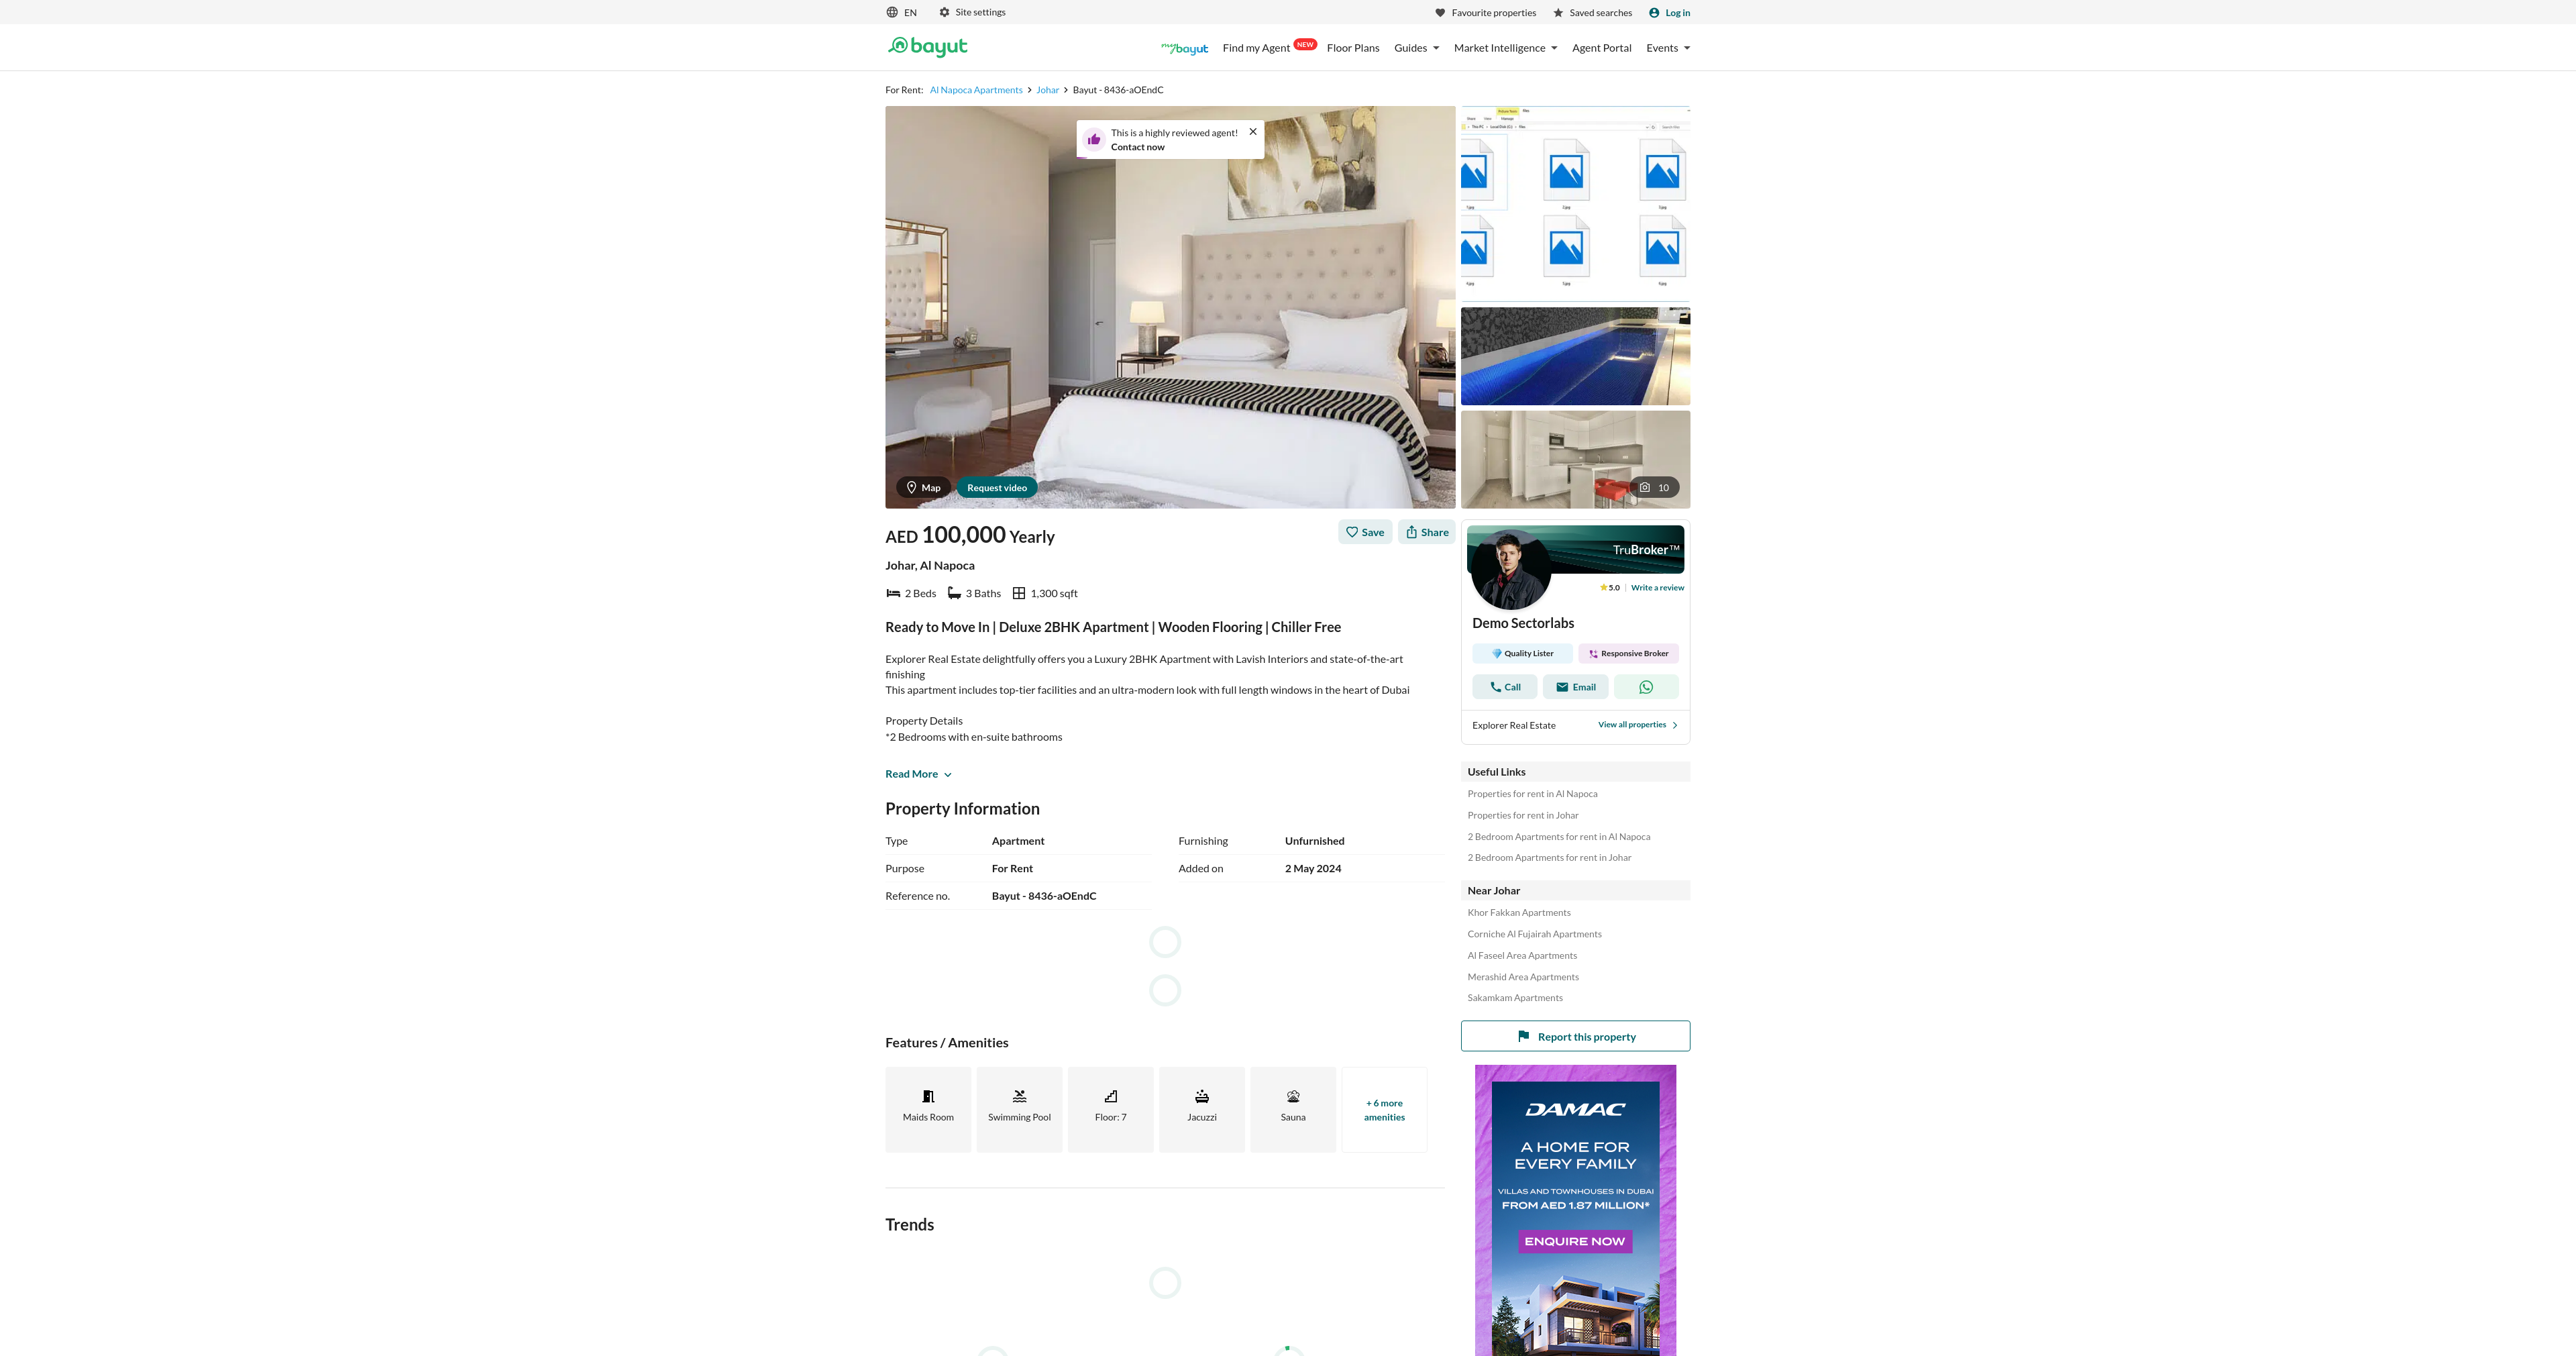 EN
Site settings
Favourite properties
Saved searches
Log in
bayut
my bayut
Find my Agent
NEW
Floor Plans
Guides
Market Intelligence
Agent Portal
Events
For Rent: Al Napoca Apartments > Johar > Bayut - 8436-aOEndC
This is a highly reviewed agent!
Contact now
Map
Request video
10
AED 100,000 Yearly
Save
Share
Johar, Al Napoca
2 Beds
3 Baths
1,300 sqft
Ready to Move In | Deluxe 2BHK Apartment | Wooden Flooring | Chiller Free
Explorer Real Estate delightfully offers you a Luxury 2BHK Apartment with Lavish Interiors and state-of-the-art
finishing
This apartment includes top-tier facilities and an ultra-modern look with full length windows in the heart of Dubai
Property Details
*2 Bedrooms with en-suite bathrooms
Read More
Property Information
Type Apartment
Furnishing Unfurnished
Purpose For Rent
Added on 2 May 2024
Reference no. Bayut - 8436-aOEndC
Features / Amenities
Maids Room
Swimming Pool
Floor: 7
Jacuzzi
Sauna
+ 6 more
amenities
Trends
TruBroker™
5.0 | Write a review
Demo Sectorlabs
Quality Lister
Responsive Broker
Call
Email
Explorer Real Estate
View all properties
Useful Links
Properties for rent in Al Napoca
Properties for rent in Johar
2 Bedroom Apartments for rent in Al Napoca
2 Bedroom Apartments for rent in Johar
Near Johar
Khor Fakkan Apartments
Corniche Al Fujairah Apartments
Al Faseel Area Apartments
Merashid Area Apartments
Sakamkam Apartments
Report this property
DAMAC
A HOME FOR
EVERY FAMILY
VILLAS AND TOWNHOUSES IN DUBAI
FROM AED 1.87 MILLION*
ENQUIRE NOW